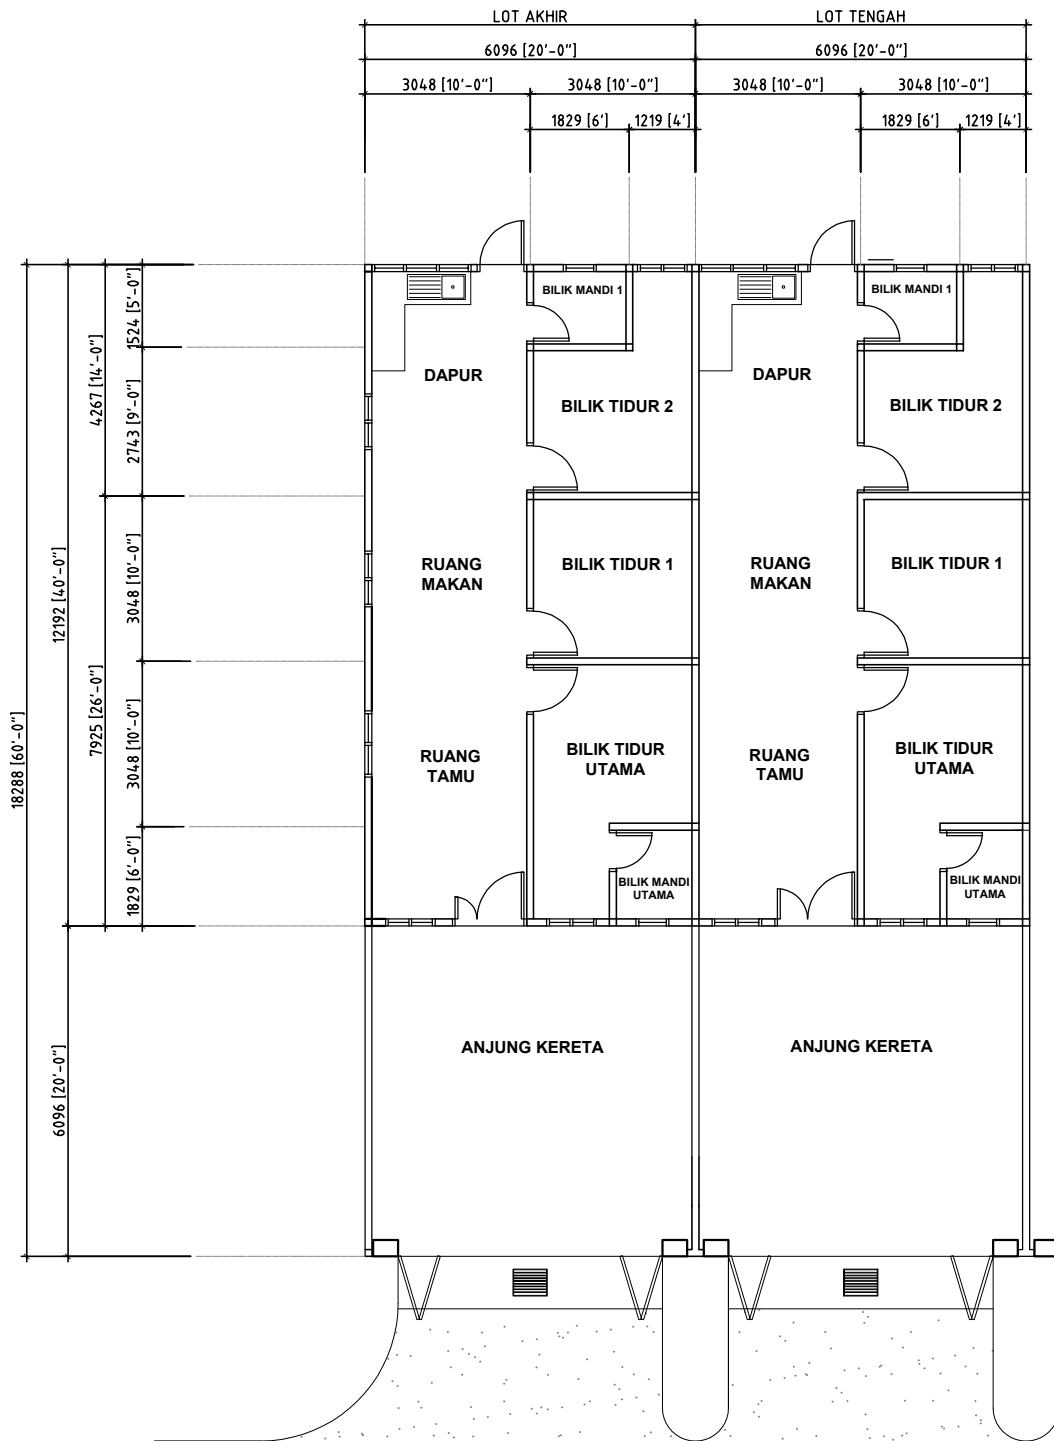 LOT AKHIR
LOT TENGAH
6096 [20'-0"]
6096 [20'-0"]
3048 [10'-0"]
3048 [10'-0"]
3048 [10'-0"]
3048 [10'-0"]
1829 [6']
1219 [4']
1829 [6']
1219 [4']
1524 [5'-0"]
2743 [9'-0"]
3048 [10'-0"]
3048 [10'-0"]
1829 [6'-0"]
4267 [14'-0"]
7925 [26'-0"]
12192 [40'-0"]
6096 [20'-0"]
18288 [60'-0"]
BILIK MANDI 1
DAPUR
BILIK TIDUR 2
RUANG
MAKAN
BILIK TIDUR 1
RUANG
TAMU
BILIK TIDUR
UTAMA
BILIK MANDI
UTAMA
ANJUNG KERETA
BILIK MANDI 1
DAPUR
BILIK TIDUR 2
RUANG
MAKAN
BILIK TIDUR 1
RUANG
TAMU
BILIK TIDUR
UTAMA
BILIK MANDI
UTAMA
ANJUNG KERETA